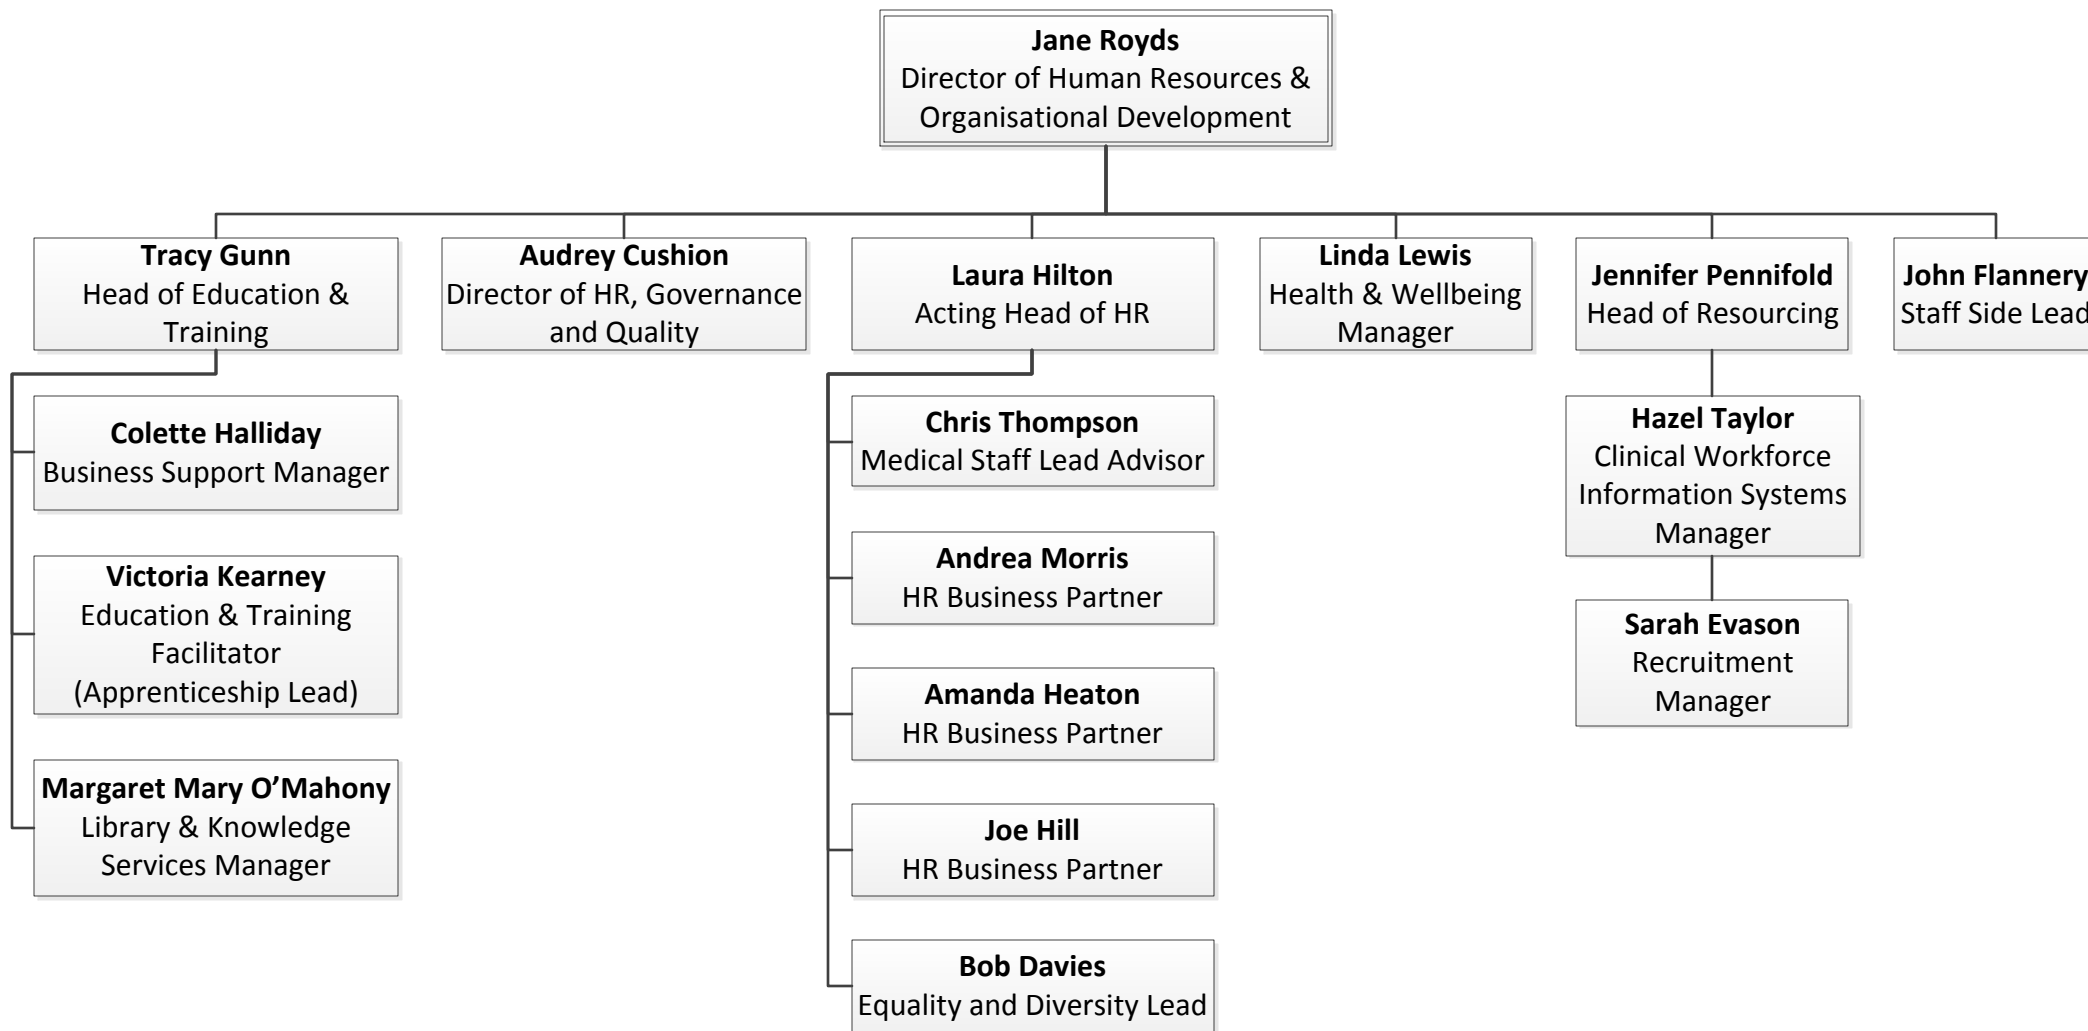 Jane Royds
Director of Human Resources &
Organisational Development
Tracy Gunn
Head of Education &
Training
Audrey Cushion
Director of HR, Governance
and Quality
Laura Hilton
Acting Head of HR
Linda Lewis
Health & Wellbeing
Manager
Jennifer Pennifold
Head of Resourcing
John Flannery
Staff Side Lead
Colette Halliday
Business Support Manager
Victoria Kearney
Education & Training
Facilitator
(Apprenticeship Lead)
Margaret Mary O’Mahony
Library & Knowledge
Services Manager
Chris Thompson
Medical Staff Lead Advisor
Andrea Morris
HR Business Partner
Amanda Heaton
HR Business Partner
Joe Hill
HR Business Partner
Bob Davies
Equality and Diversity Lead
Hazel Taylor
Clinical Workforce
Information Systems
Manager
Sarah Evason
Recruitment
Manager